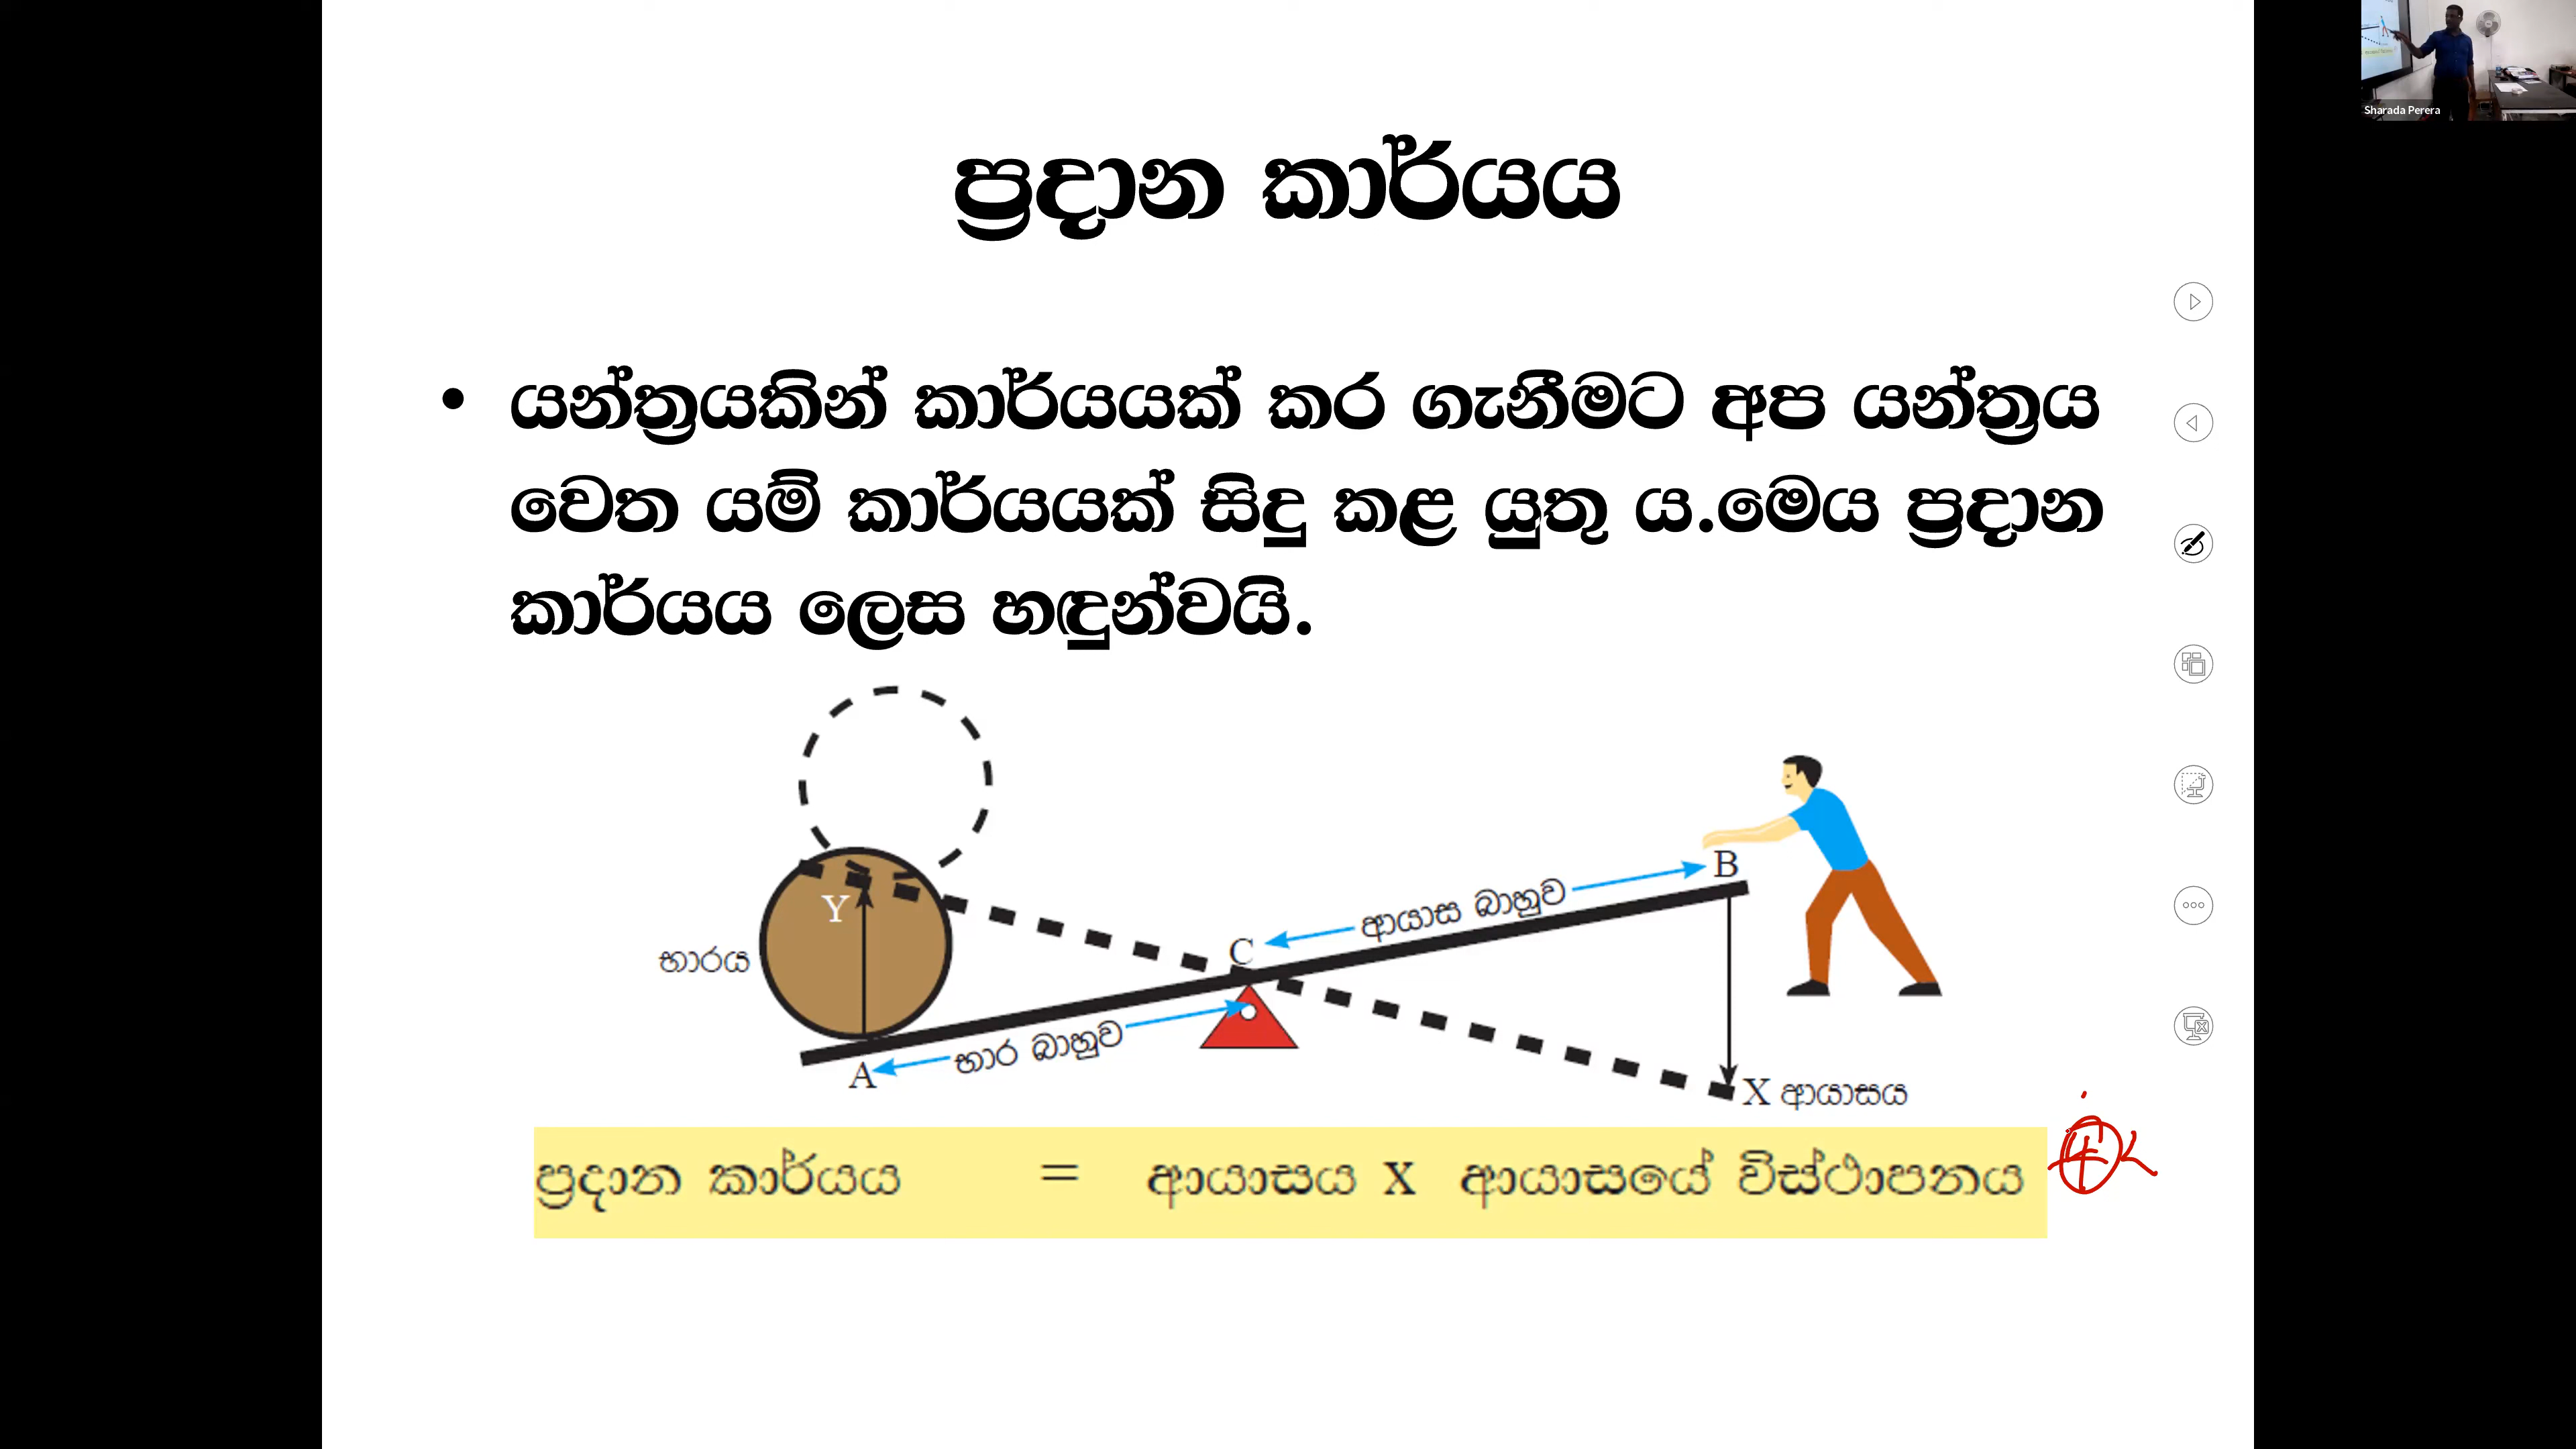 Sharada Perera
ප්‍රදාන කාර්යය
• යන්ත්‍රයකින් කාර්යයක් කර ගැනීමට අප යන්ත්‍රය
වෙත යම් කාර්යයක් සිදු කළ යුතු ය.මෙය ප්‍රදාන
කාර්යය ලෙස හඳුන්වයි.
B
ආයාස බාහුව
Y
C
භාරය
භාර බාහුව
A
X ආයාසය
ප්‍රදාන කාර්යය = ආයාසය x ආයාසයේ විස්ථාපනය